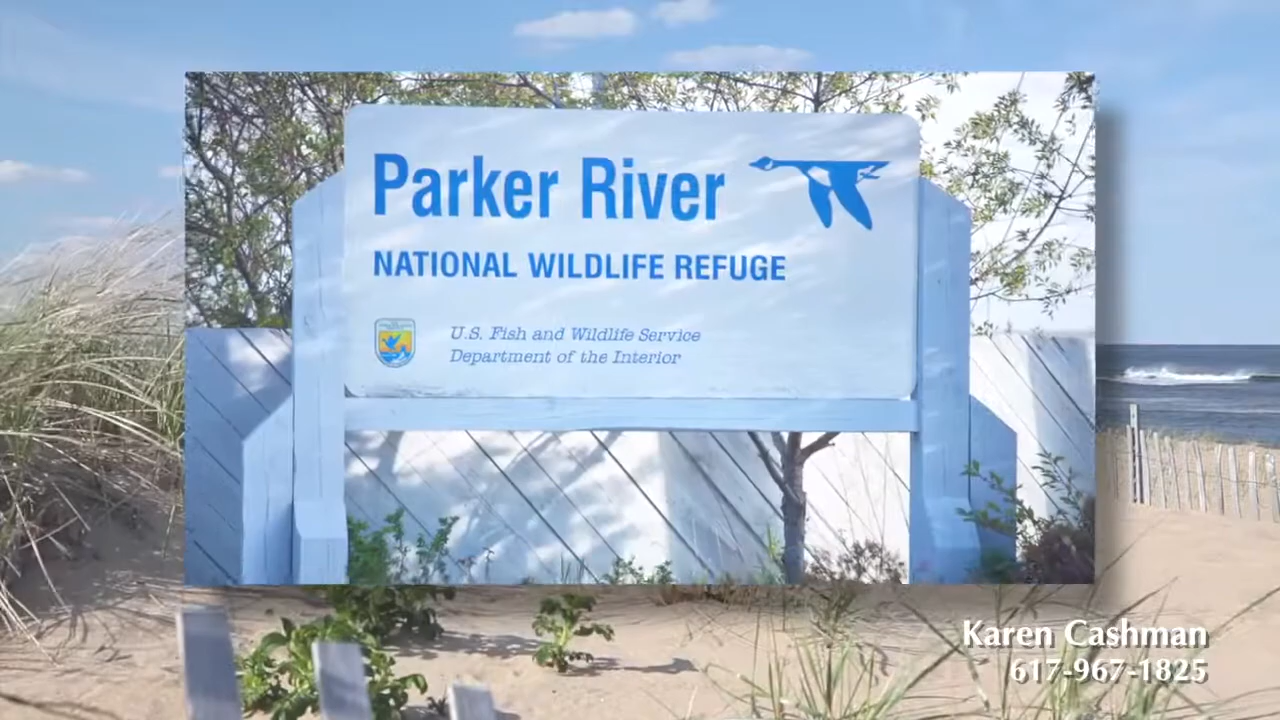 Parker River
NATIONAL WILDLIFE REFUGE
U.S. Fish and Wildlife Service
Department of the Interior
Karen Cashman
617-967-1825